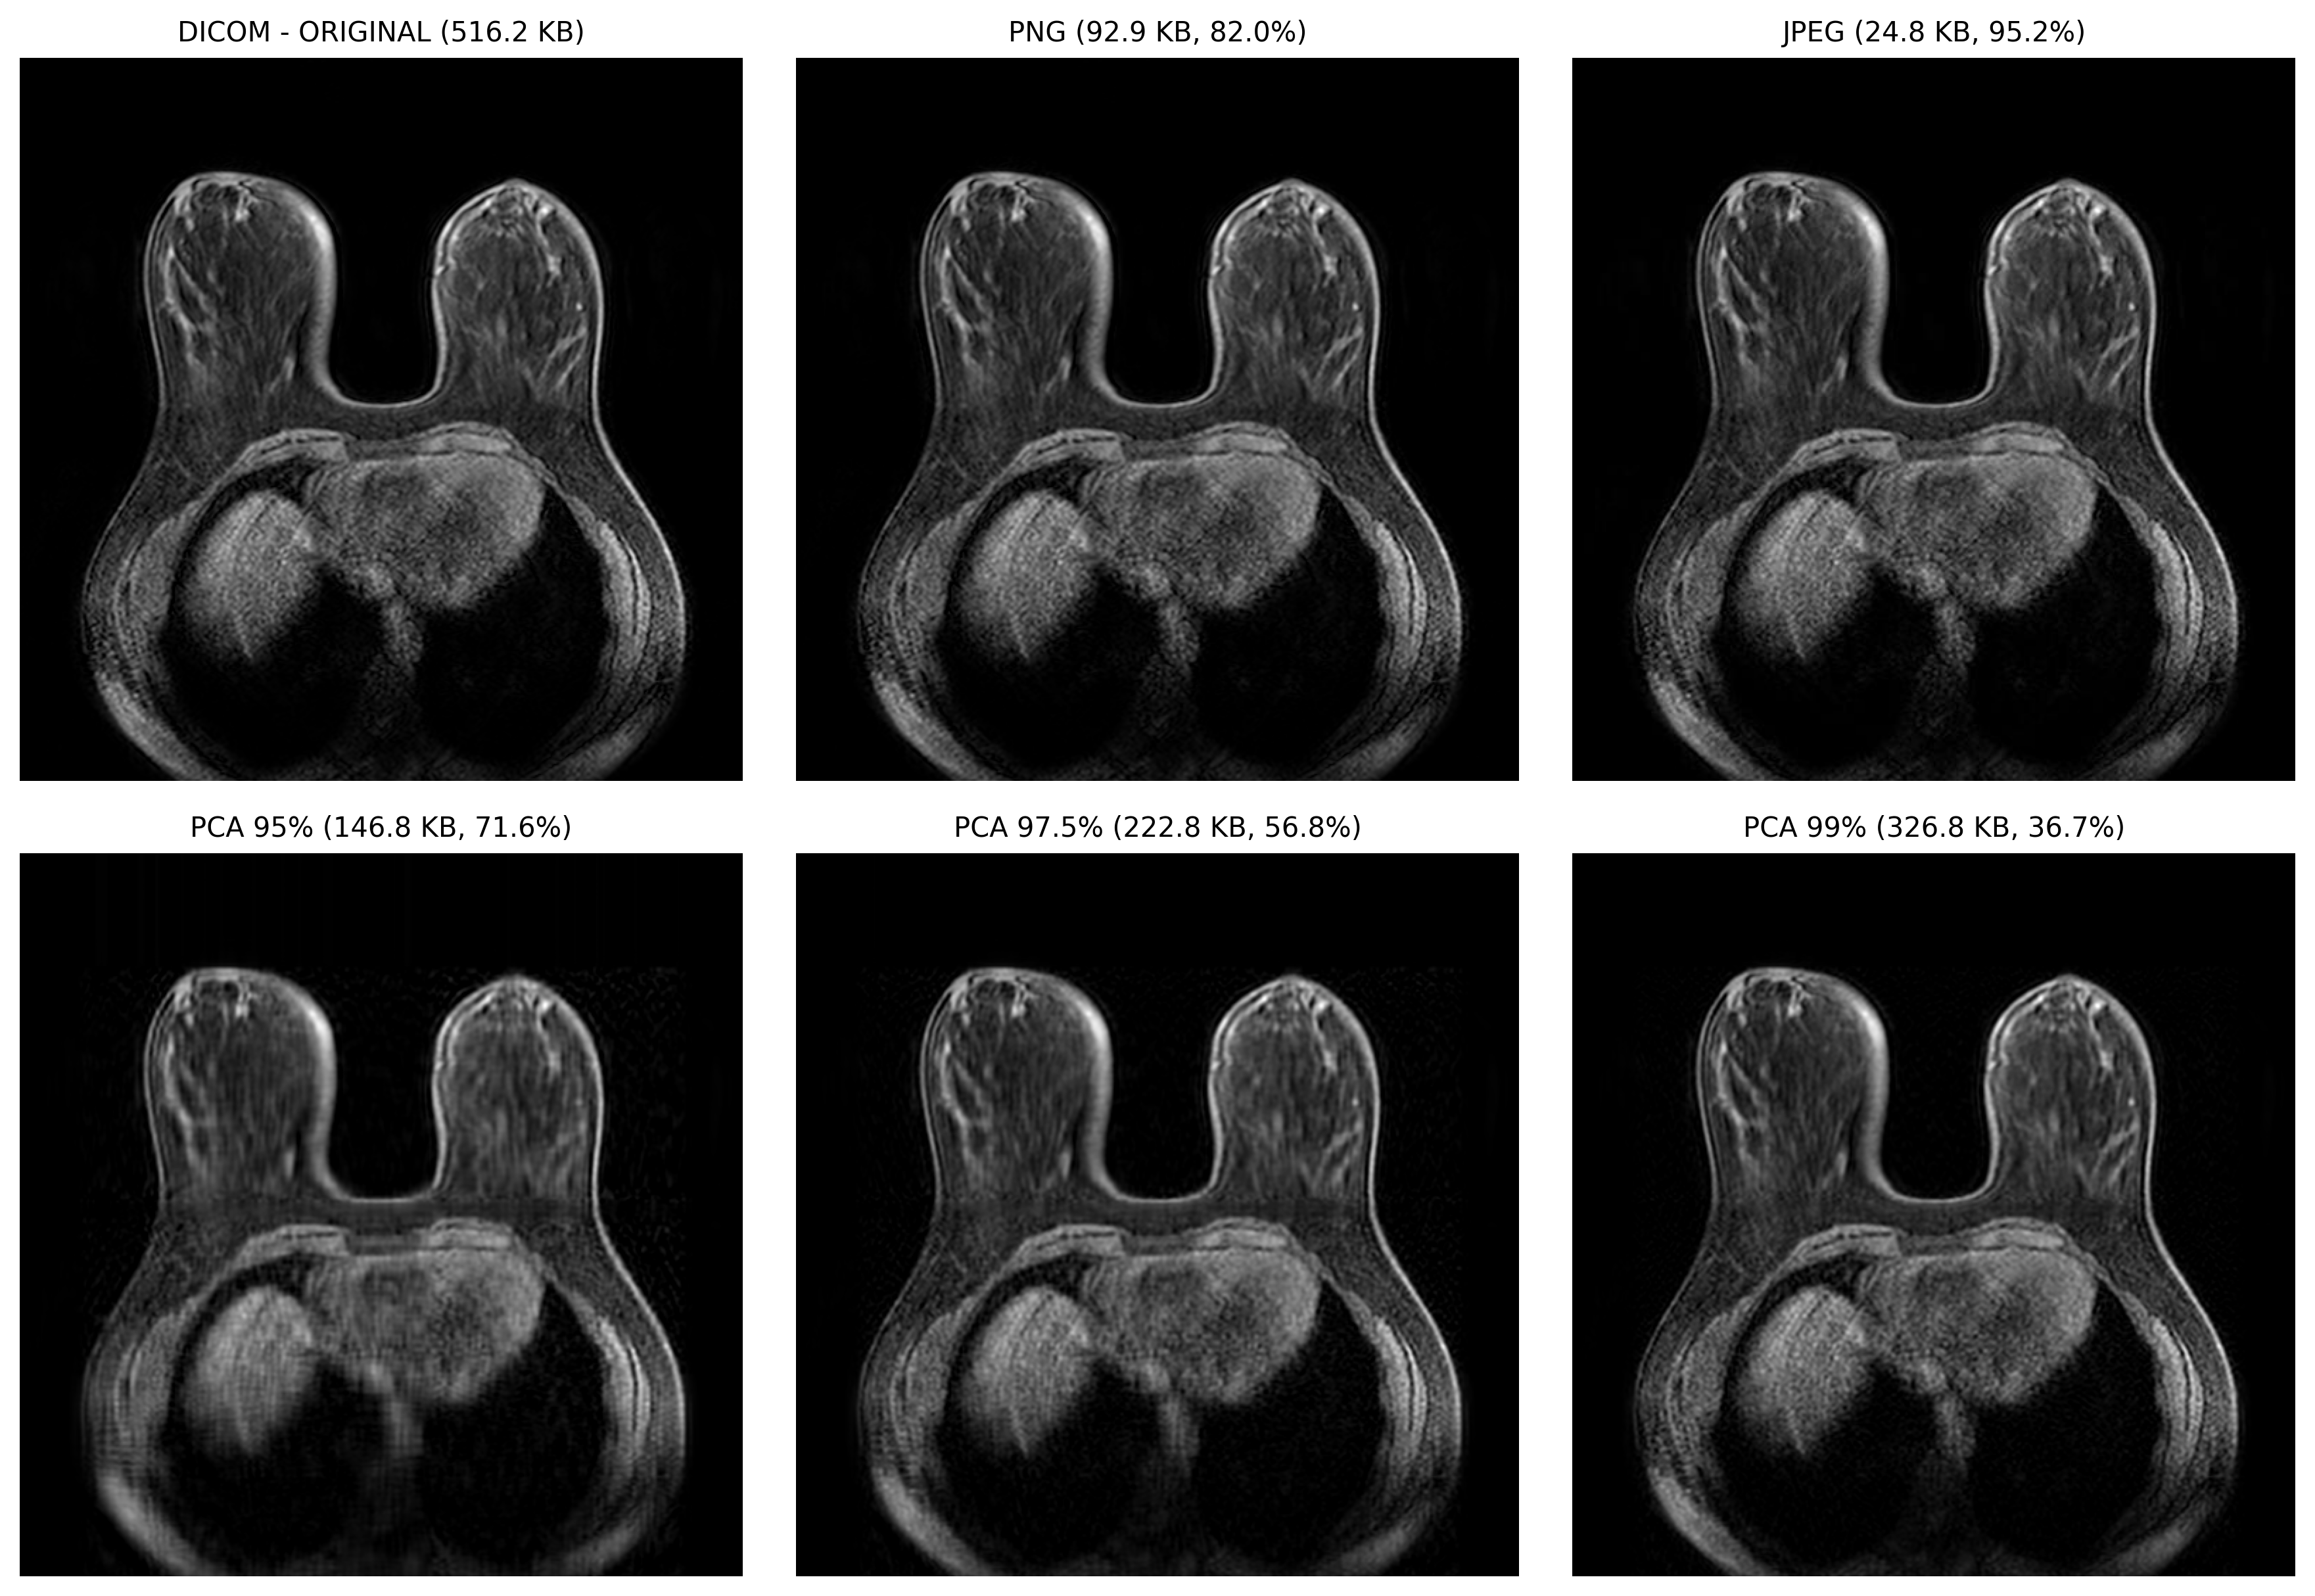 DICOM - ORIGINAL (516.2 KB)
PNG (92.9 KB, 82.0%)
JPEG (24.8 KB, 95.2%)
PCA 95% (146.8 KB, 71.6%)
PCA 97.5% (222.8 KB, 56.8%)
PCA 99% (326.8 KB, 36.7%)